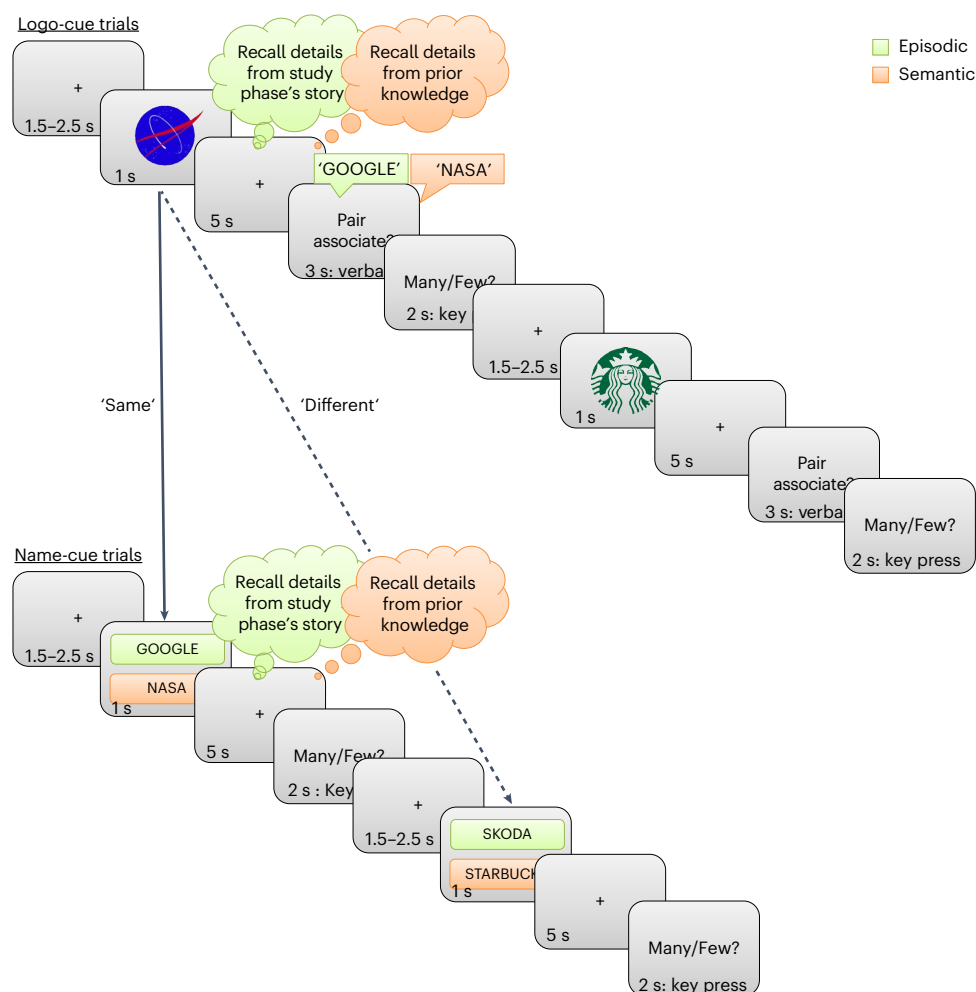 Logo-cue trials
Episodic
Semantic
Recall details
from study
phase's story
Recall details
from prior
knowledge
+
1.5–2.5 s
1 s
+
5 s
'GOOGLE'
'NASA'
Pair
associate?
3 s: verba
Many/Few?
2 s: key
+
1.5–2.5 s
1 s
+
5 s
Pair
associate?
3 s: verba
Many/Few?
2 s: key press
'Same'
'Different'
Name-cue trials
Recall details
from study
phase's story
Recall details
from prior
knowledge
+
1.5–2.5 s
GOOGLE
NASA
1 s
+
5 s
Many/Few?
2 s : Key
+
1.5–2.5 s
SKODA
STARBUCK
1 s
+
5 s
Many/Few?
2 s: key press